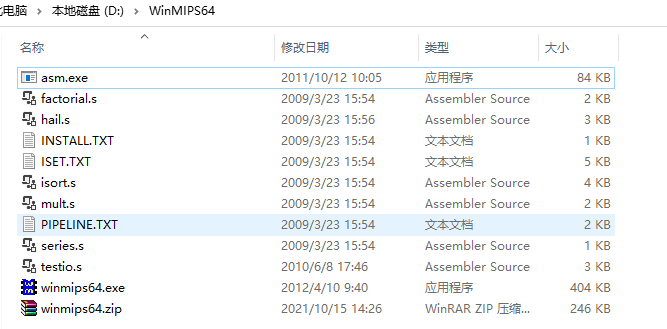 电脑 > 本地磁盘 (D:) > WinMIPS64
名称 修改日期 类型 大小
asm.exe 2011/10/12 10:05 应用程序 84 KB
factorial.s 2009/3/23 15:54 Assembler Source 2 KB
hail.s 2009/3/23 15:56 Assembler Source 3 KB
INSTALL.TXT 2009/3/23 15:54 文本文档 1 KB
ISET.TXT 2009/3/23 15:54 文本文档 5 KB
isort.s 2009/3/23 15:54 Assembler Source 4 KB
mult.s 2009/3/23 15:54 Assembler Source 2 KB
PIPELINE.TXT 2009/3/23 15:54 文本文档 2 KB
series.s 2009/3/23 15:54 Assembler Source 2 KB
testio.s 2010/6/8 17:46 Assembler Source 3 KB
winmips64.exe 2012/4/10 9:40 应用程序 404 KB
winmips64.zip 2021/10/15 14:26 WinRAR ZIP 压缩... 246 KB